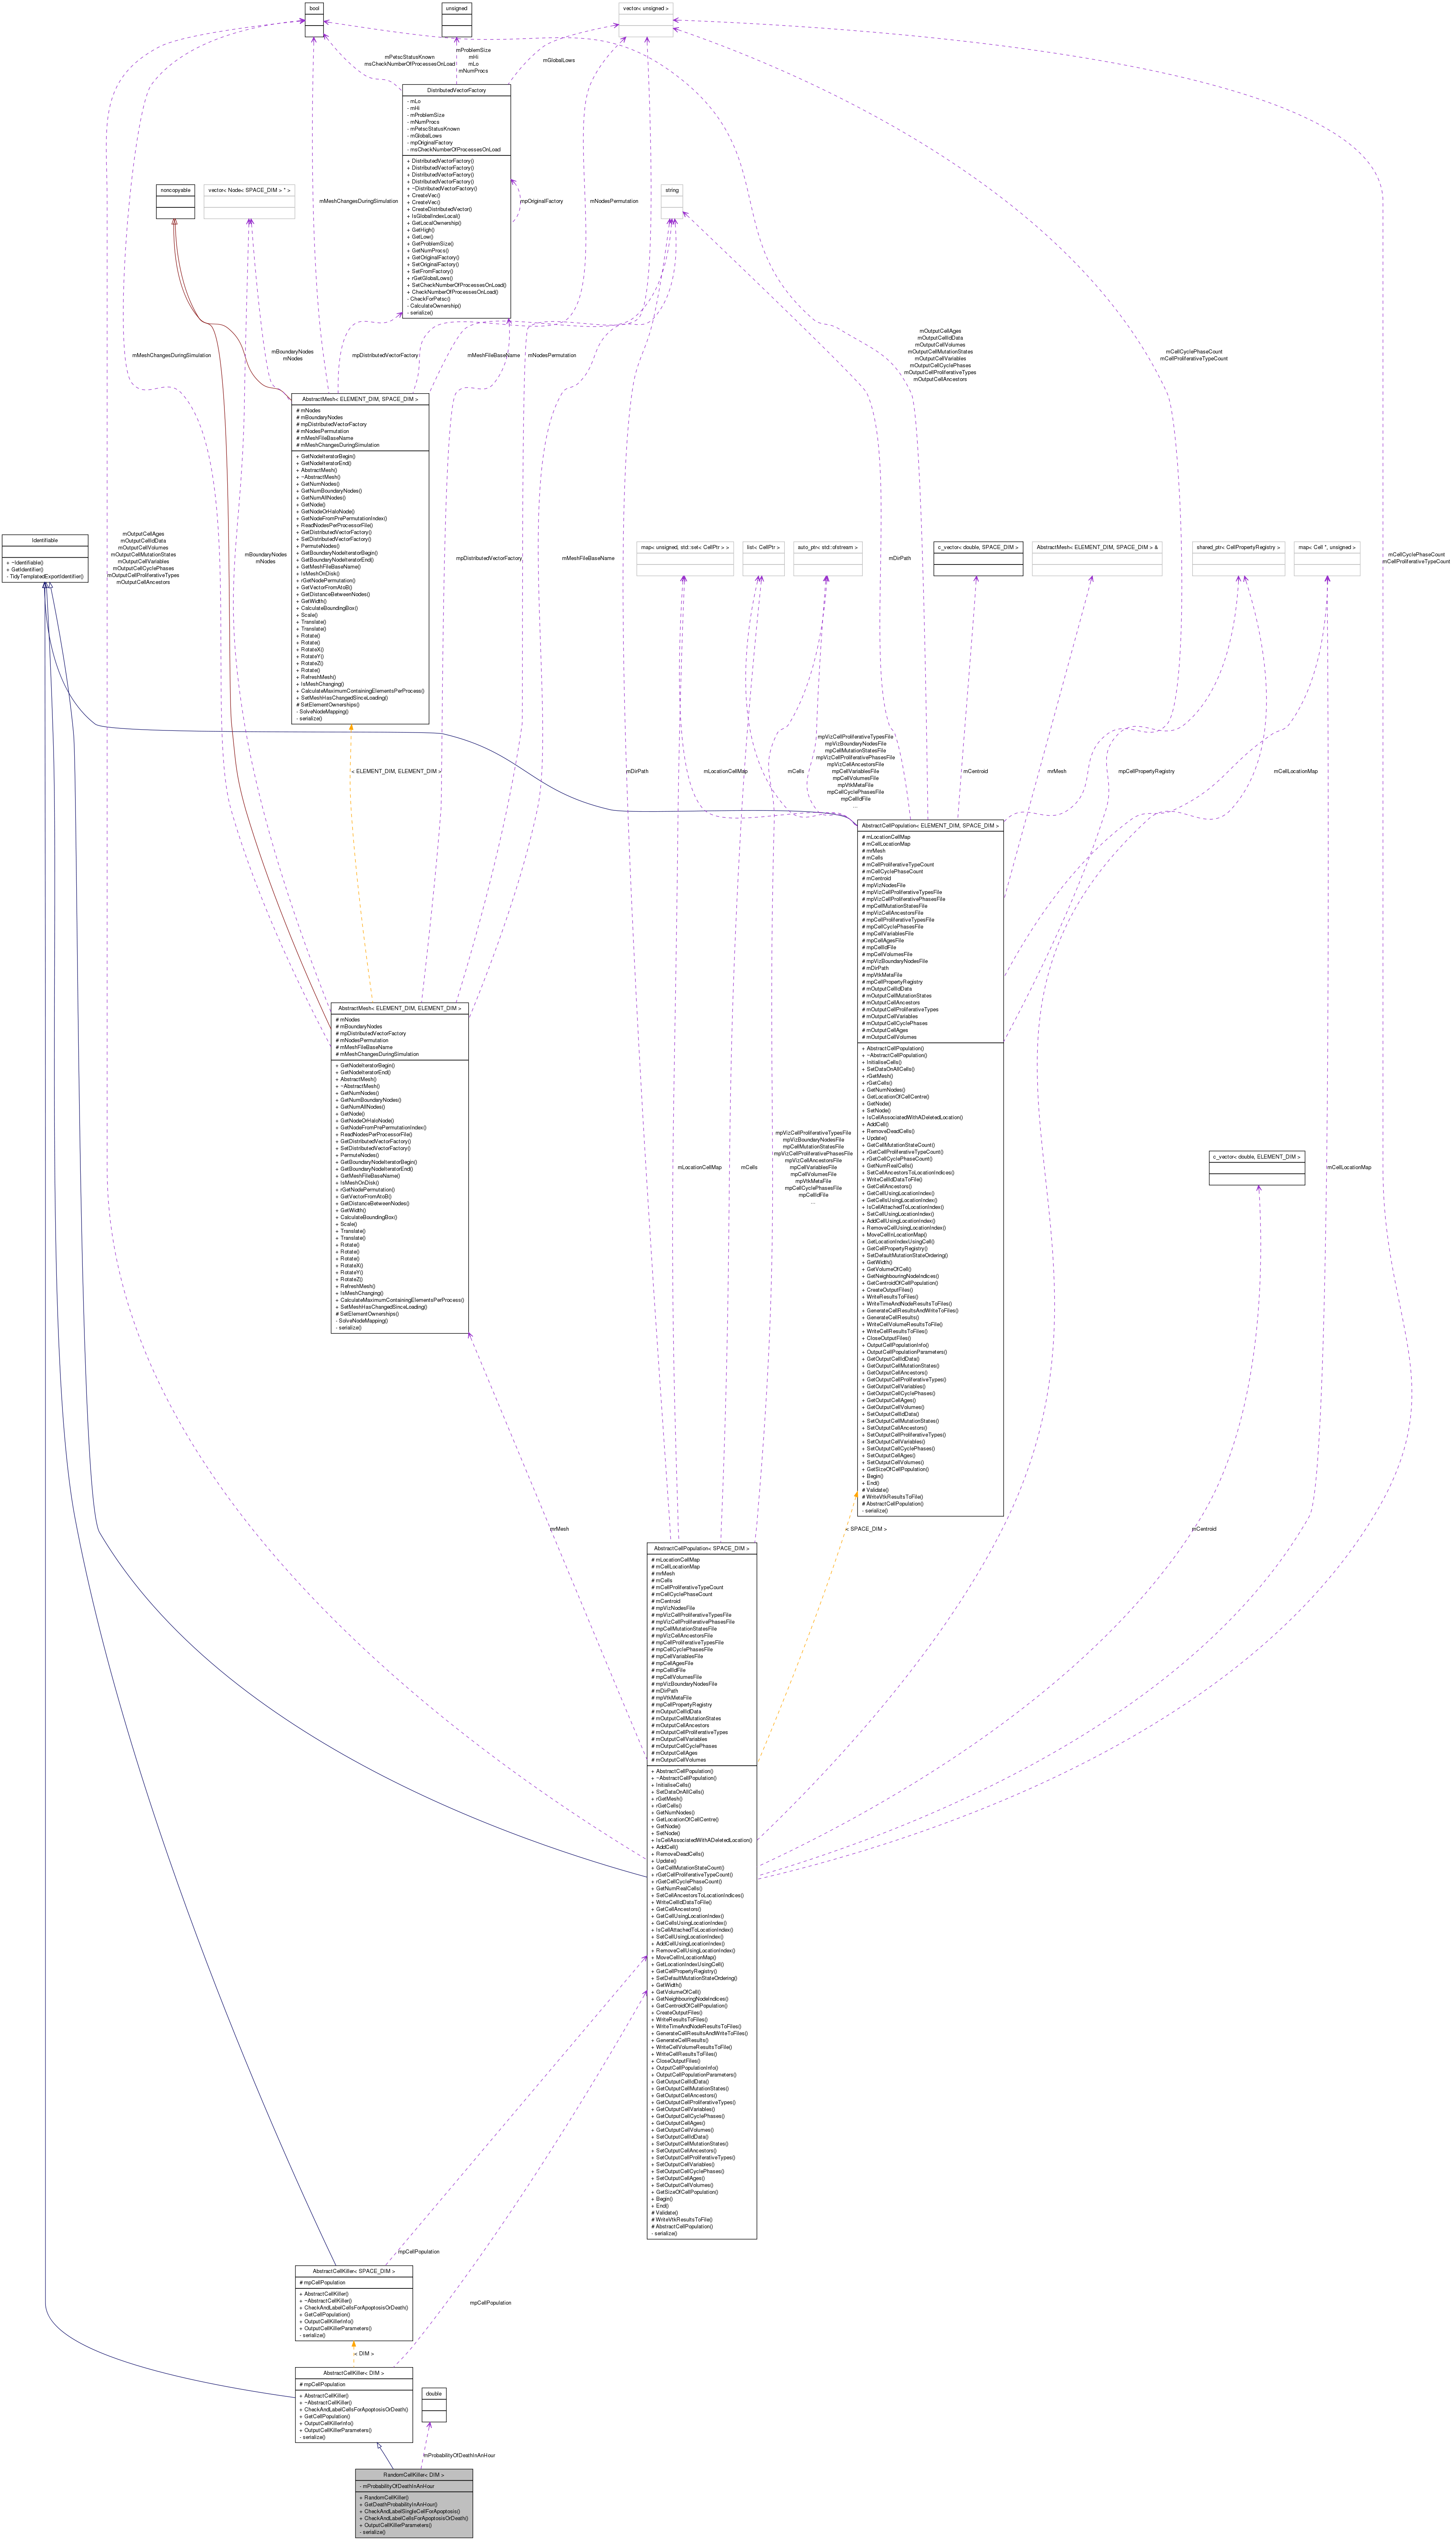 bool
unsigned
vector< unsigned >
mPetscStatusKnown
msCheckNumberOfProcessesOnLoad
mProblemSize
mHi
mLo
mNumProcs
mGlobalLows
DistributedVectorFactory
- mLo
- mHi
- mProblemSize
- mNumProcs
- mPetscStatusKnown
- mGlobalLows
- mpOriginalFactory
- msCheckNumberOfProcessesOnLoad
+ DistributedVectorFactory()
+ DistributedVectorFactory()
+ DistributedVectorFactory()
+ DistributedVectorFactory()
+ ~DistributedVectorFactory()
+ CreateVec()
+ CreateVec()
+ CreateDistributedVector()
+ IsGlobalIndexLocal()
+ GetLocalOwnership()
+ GetHigh()
+ GetLow()
+ GetProblemSize()
+ GetNumProcs()
+ GetOriginalFactory()
+ SetOriginalFactory()
+ SetFromFactory()
+ rGetGlobalLows()
+ SetCheckNumberOfProcessesOnLoad()
+ CheckNumberOfProcessesOnLoad()
- CheckForPetsc()
- CalculateOwnership()
- serialize()
noncopyable
vector< Node< SPACE_DIM > * >
string
mMeshChangesDuringSimulation
mpOriginalFactory
mNodesPermutation
mMeshChangesDuringSimulation
mBoundaryNodes
mNodes
mpDistributedVectorFactory
mMeshFileBaseName
mNodesPermutation
mOutputCellAges
mOutputCellIdData
mOutputCellVolumes
mOutputCellMutationStates
mOutputCellVariables
mOutputCellCyclePhases
mOutputCellProliferativeTypes
mOutputCellAncestors
mCellCyclePhaseCount
mCellProliferativeTypeCount
AbstractMesh< ELEMENT_DIM, SPACE_DIM >
# mNodes
# mBoundaryNodes
# mpDistributedVectorFactory
# mNodesPermutation
# mMeshFileBaseName
# mMeshChangesDuringSimulation
+ GetNodeIteratorBegin()
+ GetNodeIteratorEnd()
+ AbstractMesh()
+ ~AbstractMesh()
+ GetNumNodes()
+ GetNumBoundaryNodes()
+ GetNumAllNodes()
+ GetNode()
+ GetNodeOrHaloNode()
+ GetNodeFromPrePermutationIndex()
+ ReadNodesPerProcessorFile()
+ GetDistributedVectorFactory()
+ SetDistributedVectorFactory()
+ PermuteNodes()
+ GetBoundaryNodeIteratorBegin()
+ GetBoundaryNodeIteratorEnd()
+ GetMeshFileBaseName()
+ IsMeshOnDisk()
+ rGetNodePermutation()
+ GetVectorFromAtoB()
+ GetDistanceBetweenNodes()
+ GetWidth()
+ CalculateBoundingBox()
+ Scale()
+ Translate()
+ Translate()
+ Rotate()
+ Rotate()
+ RotateX()
+ RotateY()
+ RotateZ()
+ Rotate()
+ RefreshMesh()
+ IsMeshChanging()
+ CalculateMaximumContainingElementsPerProcess()
+ SetMeshHasChangedSinceLoading()
# SetElementOwnerships()
- SolveNodeMapping()
- serialize()
Identifiable
+ ~Identifiable()
+ GetIdentifier()
- TidyTemplatedExportIdentifier()
mOutputCellAges
mOutputCellIdData
mOutputCellVolumes
mOutputCellMutationStates
mOutputCellVariables
mOutputCellCyclePhases
mOutputCellProliferativeTypes
mOutputCellAncestors
mBoundaryNodes
mNodes
mpDistributedVectorFactory
mMeshFileBaseName
map< unsigned, std::set< CellPtr > >
list< CellPtr >
auto_ptr< std::ofstream >
c_vector< double, SPACE_DIM >
AbstractMesh< ELEMENT_DIM, SPACE_DIM > &
shared_ptr< CellPropertyRegistry >
map< Cell *, unsigned >
mDirPath
mCellCyclePhaseCount
mCellProliferativeTypeCount
< ELEMENT_DIM, ELEMENT_DIM >
mDirPath
mLocationCellMap
mCells
mpVizCellProliferativeTypesFile
mpVizBoundaryNodesFile
mpCellMutationStatesFile
mpVizCellProliferativePhasesFile
mpVizCellAncestorsFile
mpCellVariablesFile
mpCellVolumesFile
mpVtkMetaFile
mpCellCyclePhasesFile
mpCellIdFile
...
mCentroid
mrMesh
mpCellPropertyRegistry
mCellLocationMap
AbstractCellPopulation< ELEMENT_DIM, SPACE_DIM >
# mLocationCellMap
# mCellLocationMap
# mrMesh
# mCells
# mCellProliferativeTypeCount
# mCellCyclePhaseCount
# mCentroid
# mpVizNodesFile
# mpVizCellProliferativeTypesFile
# mpVizCellProliferativePhasesFile
# mpCellMutationStatesFile
# mpVizCellAncestorsFile
# mpCellProliferativeTypesFile
# mpCellCyclePhasesFile
# mpCellVariablesFile
# mpCellAgesFile
# mpCellIdFile
# mpCellVolumesFile
# mpVizBoundaryNodesFile
# mDirPath
# mpVtkMetaFile
# mpCellPropertyRegistry
# mOutputCellIdData
# mOutputCellMutationStates
# mOutputCellAncestors
# mOutputCellProliferativeTypes
# mOutputCellVariables
# mOutputCellCyclePhases
# mOutputCellAges
# mOutputCellVolumes
+ AbstractCellPopulation()
+ ~AbstractCellPopulation()
+ InitialiseCells()
+ SetDataOnAllCells()
+ rGetMesh()
+ rGetCells()
+ GetNumNodes()
+ GetLocationOfCellCentre()
+ GetNode()
+ SetNode()
+ IsCellAssociatedWithADeletedLocation()
+ AddCell()
+ RemoveDeadCells()
+ Update()
+ GetCellMutationStateCount()
+ rGetCellProliferativeTypeCount()
+ rGetCellCyclePhaseCount()
+ GetNumRealCells()
+ SetCellAncestorsToLocationIndices()
+ WriteCellIdDataToFile()
+ GetCellAncestors()
+ GetCellUsingLocationIndex()
+ GetCellsUsingLocationIndex()
+ IsCellAttachedToLocationIndex()
+ SetCellUsingLocationIndex()
+ AddCellUsingLocationIndex()
+ RemoveCellUsingLocationIndex()
+ MoveCellInLocationMap()
+ GetLocationIndexUsingCell()
+ GetCellPropertyRegistry()
+ SetDefaultMutationStateOrdering()
+ GetWidth()
+ GetVolumeOfCell()
+ GetNeighbouringNodeIndices()
+ GetCentroidOfCellPopulation()
+ CreateOutputFiles()
+ WriteResultsToFiles()
+ WriteTimeAndNodeResultsToFiles()
+ GenerateCellResultsAndWriteToFiles()
+ GenerateCellResults()
+ WriteCellVolumeResultsToFile()
+ WriteCellResultsToFiles()
+ CloseOutputFiles()
+ OutputCellPopulationInfo()
+ OutputCellPopulationParameters()
+ GetOutputCellIdData()
+ GetOutputCellMutationStates()
+ GetOutputCellAncestors()
+ GetOutputCellProliferativeTypes()
+ GetOutputCellVariables()
+ GetOutputCellCyclePhases()
+ GetOutputCellAges()
+ GetOutputCellVolumes()
+ SetOutputCellIdData()
+ SetOutputCellMutationStates()
+ SetOutputCellAncestors()
+ SetOutputCellProliferativeTypes()
+ SetOutputCellVariables()
+ SetOutputCellCyclePhases()
+ SetOutputCellAges()
+ SetOutputCellVolumes()
+ GetSizeOfCellPopulation()
+ Begin()
+ End()
# Validate()
# WriteVtkResultsToFile()
# AbstractCellPopulation()
- serialize()
AbstractMesh< ELEMENT_DIM, ELEMENT_DIM >
# mNodes
# mBoundaryNodes
# mpDistributedVectorFactory
# mNodesPermutation
# mMeshFileBaseName
# mMeshChangesDuringSimulation
+ GetNodeIteratorBegin()
+ GetNodeIteratorEnd()
+ AbstractMesh()
+ ~AbstractMesh()
+ GetNumNodes()
+ GetNumBoundaryNodes()
+ GetNumAllNodes()
+ GetNode()
+ GetNodeOrHaloNode()
+ GetNodeFromPrePermutationIndex()
+ ReadNodesPerProcessorFile()
+ GetDistributedVectorFactory()
+ SetDistributedVectorFactory()
+ PermuteNodes()
+ GetBoundaryNodeIteratorBegin()
+ GetBoundaryNodeIteratorEnd()
+ GetMeshFileBaseName()
+ IsMeshOnDisk()
+ rGetNodePermutation()
+ GetVectorFromAtoB()
+ GetDistanceBetweenNodes()
+ GetWidth()
+ CalculateBoundingBox()
+ Scale()
+ Translate()
+ Translate()
+ Rotate()
+ Rotate()
+ Rotate()
+ RotateX()
+ RotateY()
+ RotateZ()
+ RefreshMesh()
+ IsMeshChanging()
+ CalculateMaximumContainingElementsPerProcess()
+ SetMeshHasChangedSinceLoading()
# SetElementOwnerships()
- SolveNodeMapping()
- serialize()
mLocationCellMap
mCells
mpVizCellProliferativeTypesFile
mpVizBoundaryNodesFile
mpCellMutationStatesFile
mpVizCellProliferativePhasesFile
mpVizCellAncestorsFile
mpCellVariablesFile
mpCellVolumesFile
mpVtkMetaFile
mpCellCyclePhasesFile
mpCellIdFile
...
c_vector< double, ELEMENT_DIM >
mCellLocationMap
mrMesh
< SPACE_DIM >
mCentroid
AbstractCellPopulation< SPACE_DIM >
# mLocationCellMap
# mCellLocationMap
# mrMesh
# mCells
# mCellProliferativeTypeCount
# mCellCyclePhaseCount
# mCentroid
# mpVizNodesFile
# mpVizCellProliferativeTypesFile
# mpVizCellProliferativePhasesFile
# mpCellMutationStatesFile
# mpVizCellAncestorsFile
# mpCellProliferativeTypesFile
# mpCellCyclePhasesFile
# mpCellVariablesFile
# mpCellAgesFile
# mpCellIdFile
# mpCellVolumesFile
# mpVizBoundaryNodesFile
# mDirPath
# mpVtkMetaFile
# mpCellPropertyRegistry
# mOutputCellIdData
# mOutputCellMutationStates
# mOutputCellAncestors
# mOutputCellProliferativeTypes
# mOutputCellVariables
# mOutputCellCyclePhases
# mOutputCellAges
# mOutputCellVolumes
+ AbstractCellPopulation()
+ ~AbstractCellPopulation()
+ InitialiseCells()
+ SetDataOnAllCells()
+ rGetMesh()
+ rGetCells()
+ GetNumNodes()
+ GetLocationOfCellCentre()
+ GetNode()
+ SetNode()
+ IsCellAssociatedWithADeletedLocation()
+ AddCell()
+ RemoveDeadCells()
+ Update()
+ GetCellMutationStateCount()
+ rGetCellProliferativeTypeCount()
+ rGetCellCyclePhaseCount()
+ GetNumRealCells()
+ SetCellAncestorsToLocationIndices()
+ WriteCellIdDataToFile()
+ GetCellAncestors()
+ GetCellUsingLocationIndex()
+ GetCellsUsingLocationIndex()
+ IsCellAttachedToLocationIndex()
+ SetCellUsingLocationIndex()
+ AddCellUsingLocationIndex()
+ RemoveCellUsingLocationIndex()
+ MoveCellInLocationMap()
+ GetLocationIndexUsingCell()
+ GetCellPropertyRegistry()
+ SetDefaultMutationStateOrdering()
+ GetWidth()
+ GetVolumeOfCell()
+ GetNeighbouringNodeIndices()
+ GetCentroidOfCellPopulation()
+ CreateOutputFiles()
+ WriteResultsToFiles()
+ WriteTimeAndNodeResultsToFiles()
+ GenerateCellResultsAndWriteToFiles()
+ GenerateCellResults()
+ WriteCellVolumeResultsToFile()
+ WriteCellResultsToFiles()
+ CloseOutputFiles()
+ OutputCellPopulationInfo()
+ OutputCellPopulationParameters()
+ GetOutputCellIdData()
+ GetOutputCellMutationStates()
+ GetOutputCellAncestors()
+ GetOutputCellProliferativeTypes()
+ GetOutputCellVariables()
+ GetOutputCellCyclePhases()
+ GetOutputCellAges()
+ GetOutputCellVolumes()
+ SetOutputCellIdData()
+ SetOutputCellMutationStates()
+ SetOutputCellAncestors()
+ SetOutputCellProliferativeTypes()
+ SetOutputCellVariables()
+ SetOutputCellCyclePhases()
+ SetOutputCellAges()
+ SetOutputCellVolumes()
+ GetSizeOfCellPopulation()
+ Begin()
+ End()
# Validate()
# WriteVtkResultsToFile()
# AbstractCellPopulation()
- serialize()
mpCellPopulation
AbstractCellKiller< SPACE_DIM >
# mpCellPopulation
+ AbstractCellKiller()
+ ~AbstractCellKiller()
+ CheckAndLabelCellsForApoptosisOrDeath()
+ GetCellPopulation()
+ OutputCellKillerInfo()
+ OutputCellKillerParameters()
- serialize()
mpCellPopulation
< DIM >
AbstractCellKiller< DIM >
# mpCellPopulation
+ AbstractCellKiller()
+ ~AbstractCellKiller()
+ CheckAndLabelCellsForApoptosisOrDeath()
+ GetCellPopulation()
+ OutputCellKillerInfo()
+ OutputCellKillerParameters()
- serialize()
double
mProbabilityOfDeathInAnHour
RandomCellKiller< DIM >
- mProbabilityOfDeathInAnHour
+ RandomCellKiller()
+ GetDeathProbabilityInAnHour()
+ CheckAndLabelSingleCellForApoptosis()
+ CheckAndLabelCellsForApoptosisOrDeath()
+ OutputCellKillerParameters()
- serialize()